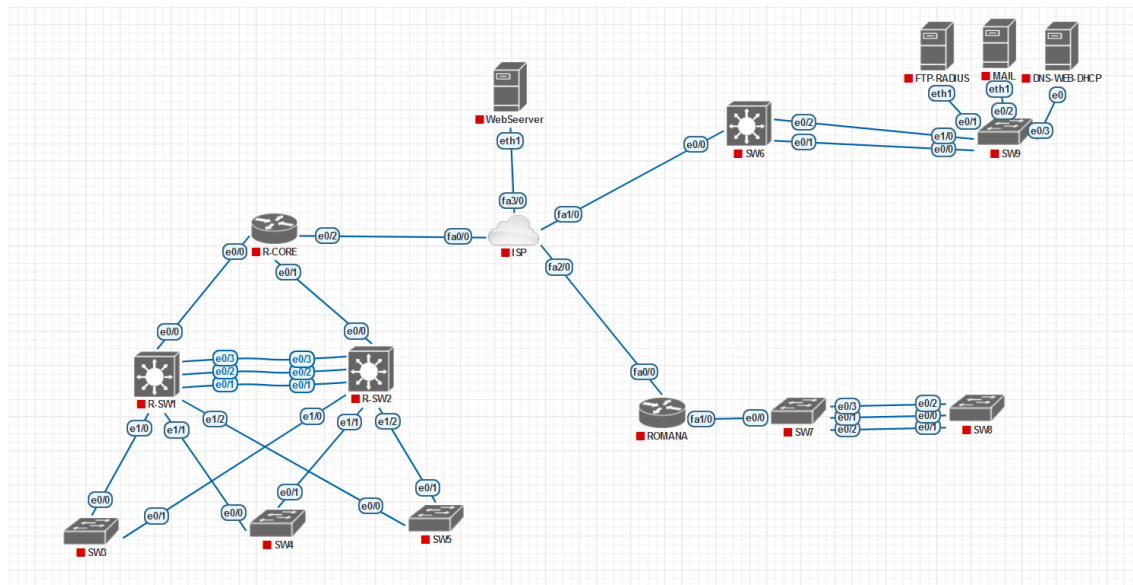 FTP-RADIUS
MAIL
DNS-WEB-DHCP
eth1
eth1
e0
e0/1
e0/2
e0/3
WebSeerver
eth1
fa3/0
SW6
e0/0
e0/2
e0/1
e1/0
e0/0
SW9
fa1/0
ISP
fa0/0
fa2/0
R-CORE
e0/2
e0/0
e0/1
e0/0
e0/0
R-SW1
e0/3
e0/3
e0/2
e0/2
e0/1
e0/1
R-SW2
e1/0
e1/1
e1/2
e1/0
e1/1
e1/2
fa0/0
ROMANA
fa1/0
e0/0
SW7
e0/3
e0/2
e0/1
e0/0
e0/2
e0/1
SW8
e0/0
e0/1
SW3
e0/0
e0/1
SW4
e0/0
e0/1
SW5